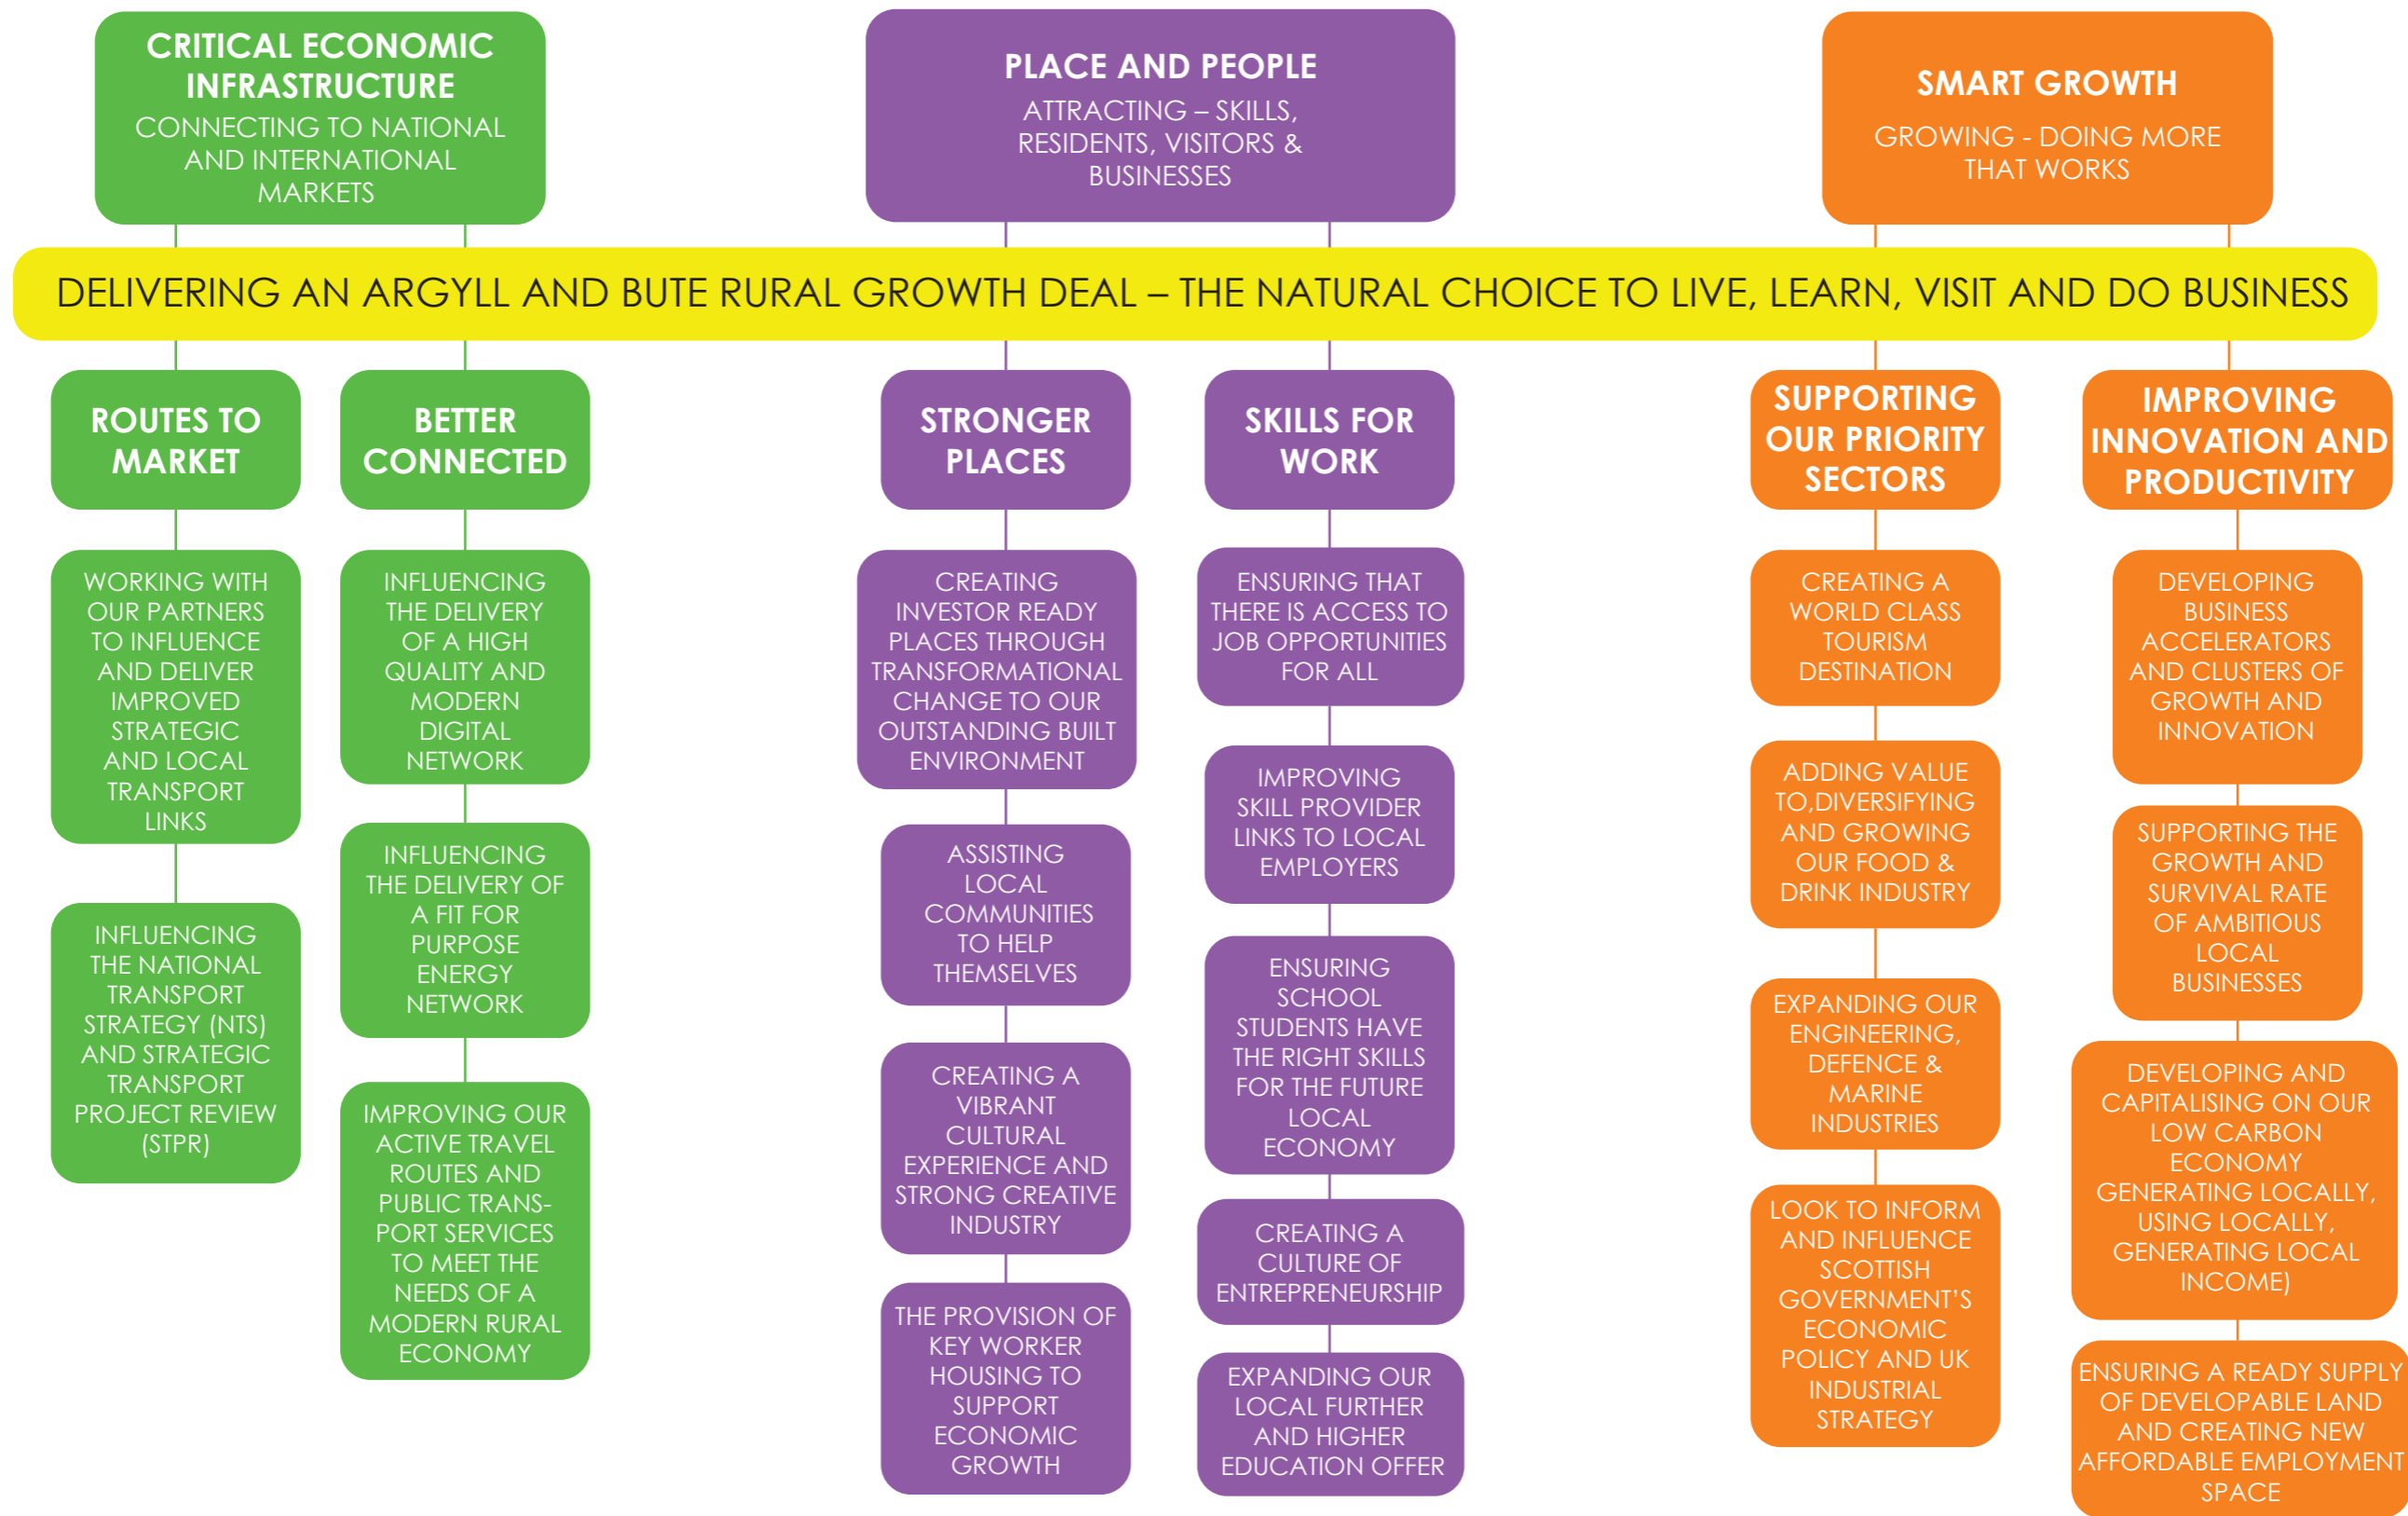 CRITICAL ECONOMIC
INFRASTRUCTURE
CONNECTING TO NATIONAL
AND INTERNATIONAL
MARKETS
PLACE AND PEOPLE
ATTRACTING – SKILLS,
RESIDENTS, VISITORS &
BUSINESSES
SMART GROWTH
GROWING - DOING MORE
THAT WORKS
DELIVERING AN ARGYLL AND BUTE RURAL GROWTH DEAL – THE NATURAL CHOICE TO LIVE, LEARN, VISIT AND DO BUSINESS
ROUTES TO
MARKET
WORKING WITH
OUR PARTNERS
TO INFLUENCE
AND DELIVER
IMPROVED
STRATEGIC
AND LOCAL
TRANSPORT
LINKS
INFLUENCING
THE NATIONAL
TRANSPORT
STRATEGY (NTS)
AND STRATEGIC
TRANSPORT
PROJECT REVIEW
(STPR)
BETTER
CONNECTED
INFLUENCING
THE DELIVERY
OF A HIGH
QUALITY AND
MODERN
DIGITAL
NETWORK
INFLUENCING
THE DELIVERY OF
A FIT FOR
PURPOSE
ENERGY
NETWORK
IMPROVING OUR
ACTIVE TRAVEL
ROUTES AND
PUBLIC TRANS-
PORT SERVICES
TO MEET THE
NEEDS OF A
MODERN RURAL
ECONOMY
STRONGER
PLACES
CREATING
INVESTOR READY
PLACES THROUGH
TRANSFORMATIONAL
CHANGE TO OUR
OUTSTANDING BUILT
ENVIRONMENT
ASSISTING
LOCAL
COMMUNITIES
TO HELP
THEMSELVES
CREATING A
VIBRANT
CULTURAL
EXPERIENCE AND
STRONG CREATIVE
INDUSTRY
THE PROVISION OF
KEY WORKER
HOUSING TO
SUPPORT
ECONOMIC
GROWTH
SKILLS FOR
WORK
ENSURING THAT
THERE IS ACCESS TO
JOB OPPORTUNITIES
FOR ALL
IMPROVING
SKILL PROVIDER
LINKS TO LOCAL
EMPLOYERS
ENSURING
SCHOOL
STUDENTS HAVE
THE RIGHT SKILLS
FOR THE FUTURE
LOCAL
ECONOMY
CREATING A
CULTURE OF
ENTREPRENEURSHIP
EXPANDING OUR
LOCAL FURTHER
AND HIGHER
EDUCATION OFFER
SUPPORTING
OUR PRIORITY
SECTORS
CREATING A
WORLD CLASS
TOURISM
DESTINATION
ADDING VALUE
TO,DIVERSIFYING
AND GROWING
OUR FOOD &
DRINK INDUSTRY
EXPANDING OUR
ENGINEERING,
DEFENCE &
MARINE
INDUSTRIES
LOOK TO INFORM
AND INFLUENCE
SCOTTISH
GOVERNMENT'S
ECONOMIC
POLICY AND UK
INDUSTRIAL
STRATEGY
IMPROVING
INNOVATION AND
PRODUCTIVITY
DEVELOPING
BUSINESS
ACCELERATORS
AND CLUSTERS OF
GROWTH AND
INNOVATION
SUPPORTING THE
GROWTH AND
SURVIVAL RATE
OF AMBITIOUS
LOCAL
BUSINESSES
DEVELOPING AND
CAPITALISING ON OUR
LOW CARBON
ECONOMY
GENERATING LOCALLY,
USING LOCALLY,
GENERATING LOCAL
INCOME)
ENSURING A READY SUPPLY
OF DEVELOPABLE LAND
AND CREATING NEW
AFFORDABLE EMPLOYMENT
SPACE